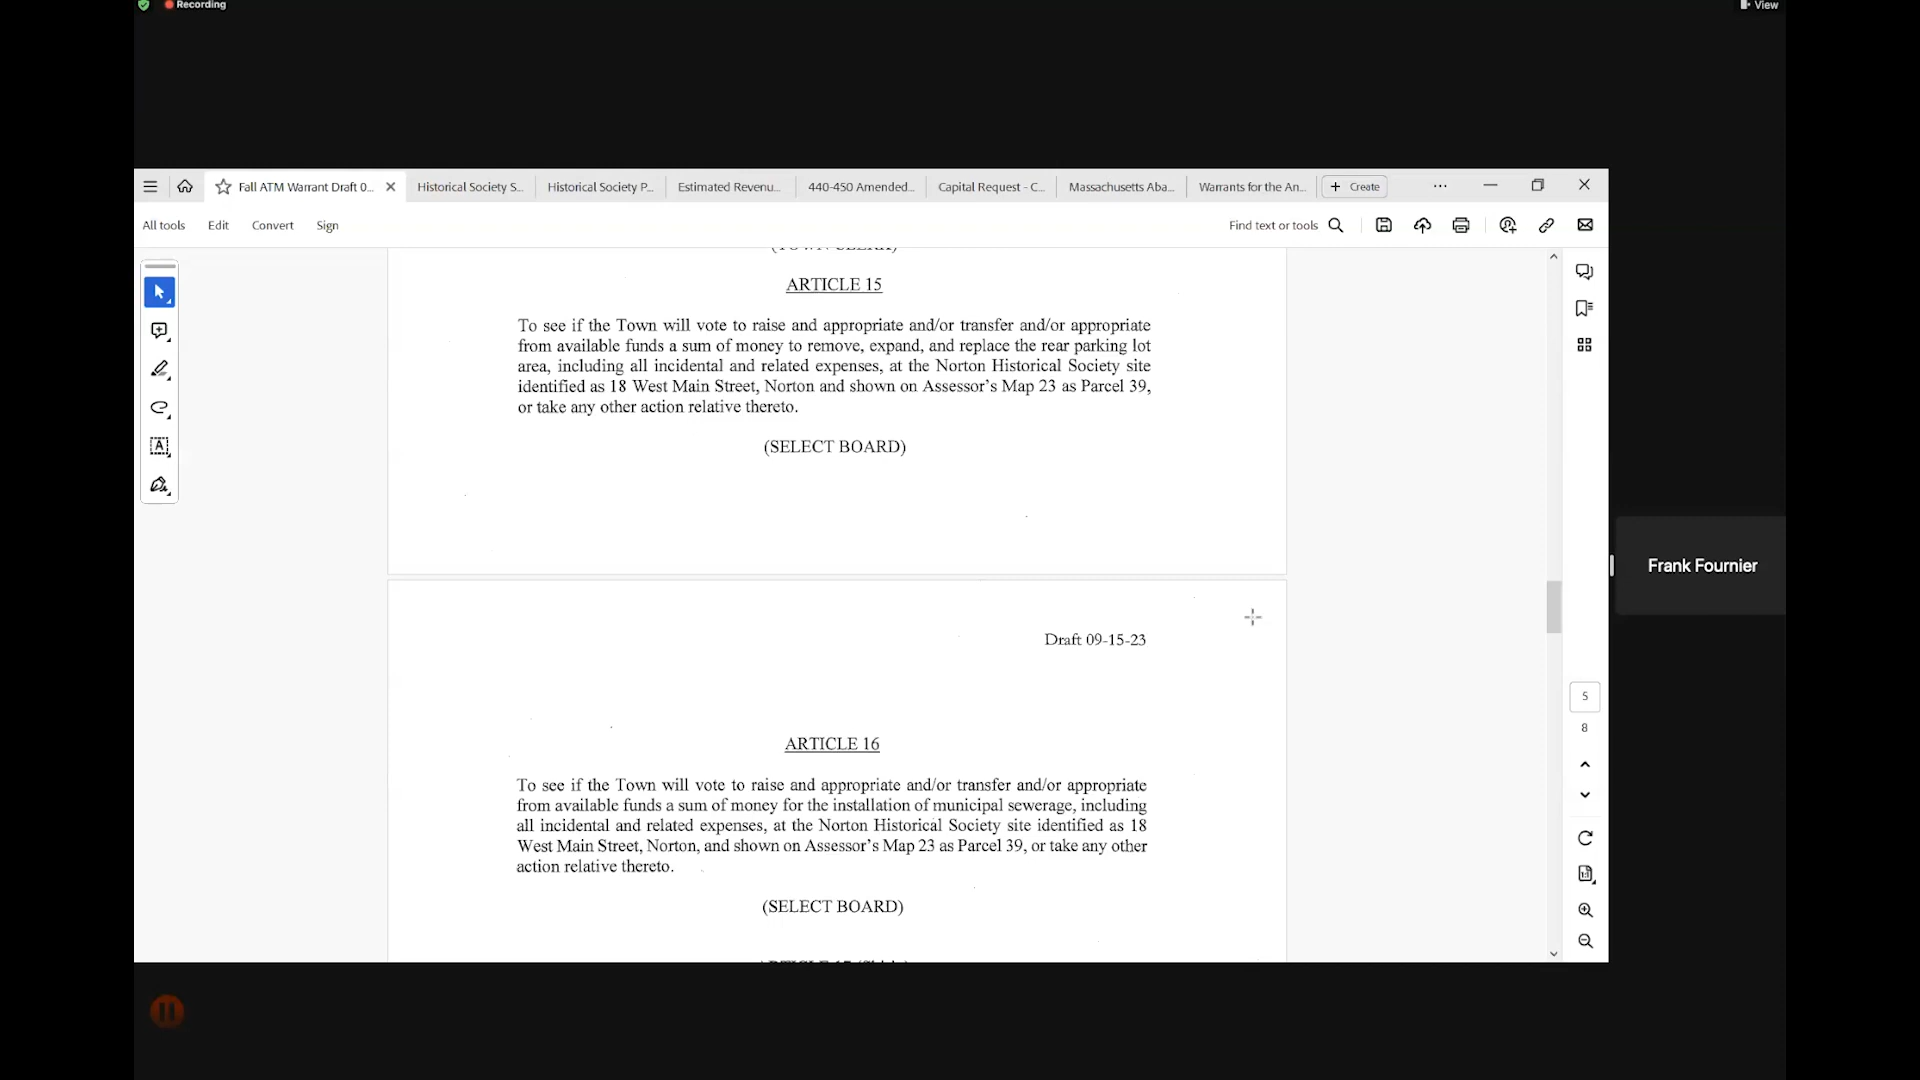 Recording
View
Fall ATM Warrant Draft 0...
Historical Society S...
Historical Society P...
Estimated Revenu...
440-450 Amended...
Capital Request - C...
Massachusetts Aba...
Warrants for the An...
Create
All tools
Edit
Convert
Sign
Find text or tools
ARTICLE 15
To see if the Town will vote to raise and appropriate and/or transfer and/or appropriate
from available funds a sum of money to remove, expand, and replace the rear parking lot
area, including all incidental and related expenses, at the Norton Historical Society site
identified as 18 West Main Street, Norton and shown on Assessor's Map 23 as Parcel 39,
or take any other action relative thereto.
(SELECT BOARD)
Frank Fournier
Draft 09-15-23
5
8
ARTICLE 16
To see if the Town will vote to raise and appropriate and/or transfer and/or appropriate
from available funds a sum of money for the installation of municipal sewerage, including
all incidental and related expenses, at the Norton Historical Society site identified as 18
West Main Street, Norton, and shown on Assessor's Map 23 as Parcel 39, or take any other
action relative thereto.
(SELECT BOARD)